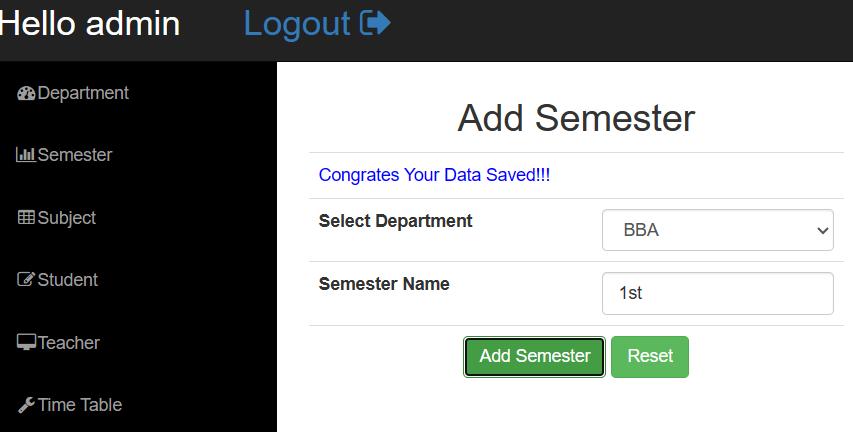 Hello admin Logout
Department
Semester
Subject
Student
Teacher
Time Table
Add Semester
Congrates Your Data Saved!!!
Select Department BBA
Semester Name 1st
Add Semester Reset